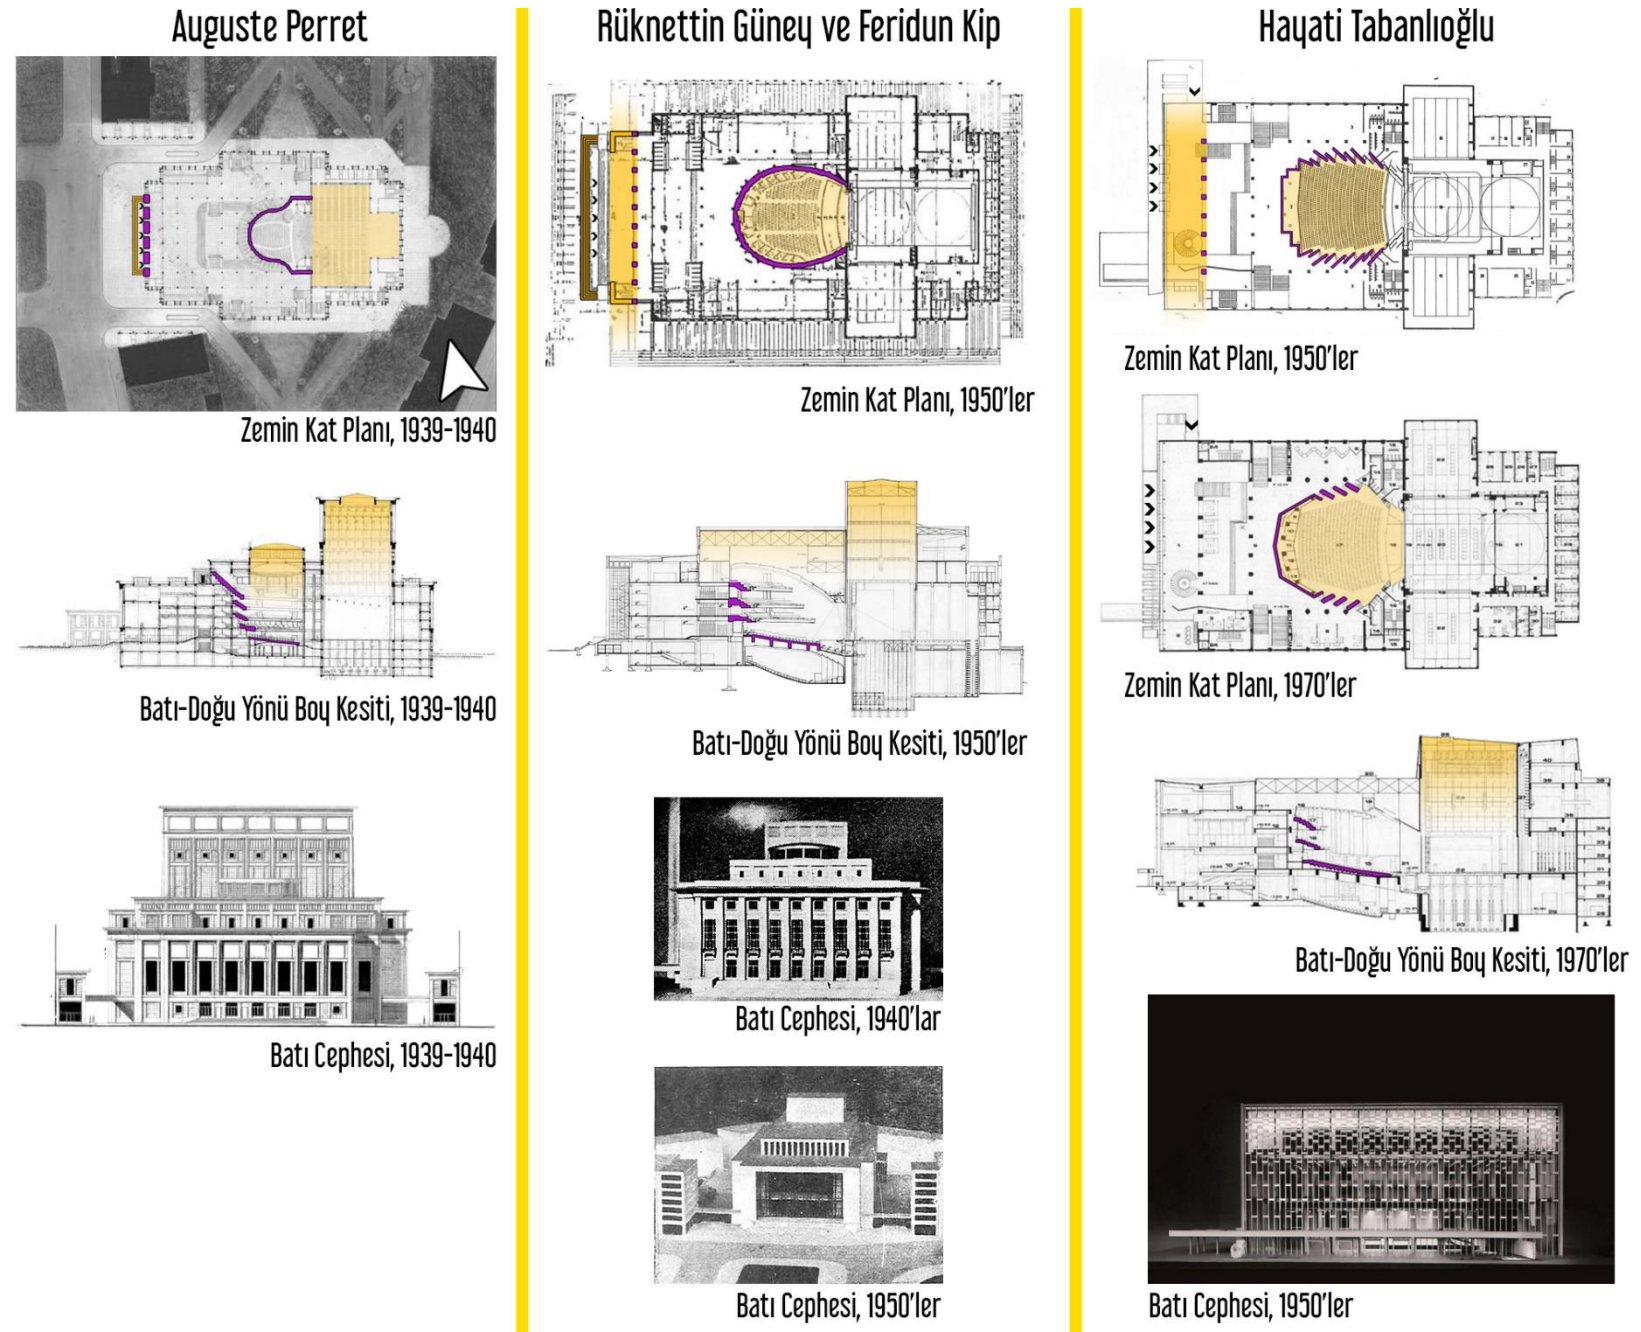 Auguste Perret
Zemin Kat Planı, 1939-1940
Batı-Doğu Yönü Boy Kesiti, 1939-1940
Batı Cephesi, 1939-1940
Rüknettin Güney ve Feridun Kip
Zemin Kat Planı, 1950'ler
Batı-Doğu Yönü Boy Kesiti, 1950'ler
Batı Cephesi, 1940'lar
Batı Cephesi, 1950'ler
Hayati Tabanlıoğlu
Zemin Kat Planı, 1950'ler
Zemin Kat Planı, 1970'ler
Batı-Doğu Yönü Boy Kesiti, 1970'ler
Batı Cephesi, 1950'ler